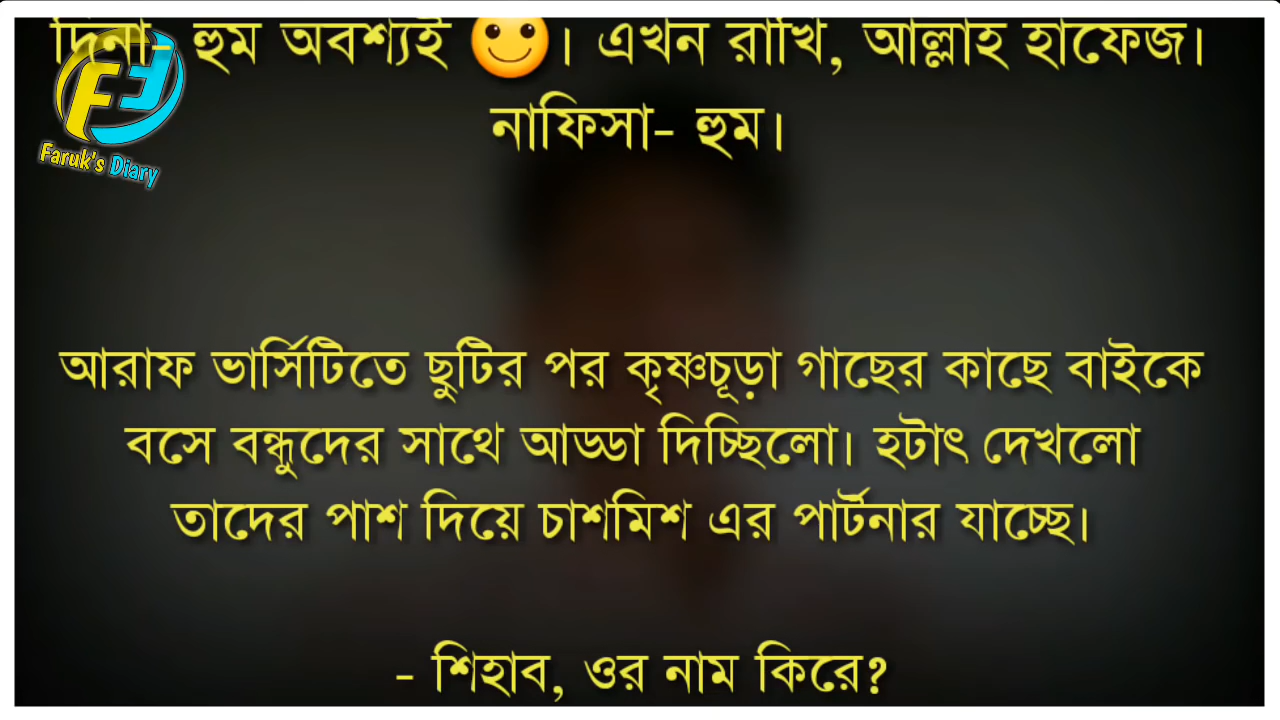 দিনা- হুম অবশ্যই 🙂। এখন রাখি, আল্লাহ হাফেজ।
নাফিসা- হুম।
Faruk's Diary
আরাফ ভার্সিটিতে ছুটির পর কৃষ্ণচূড়া গাছের কাছে বাইকে
বসে বন্ধুদের সাথে আড্ডা দিচ্ছিলো। হটাৎ দেখলো
তাদের পাশ দিয়ে চাশমিশ এর পার্টনার যাচ্ছে।
- শিহাব, ওর নাম কিরে?